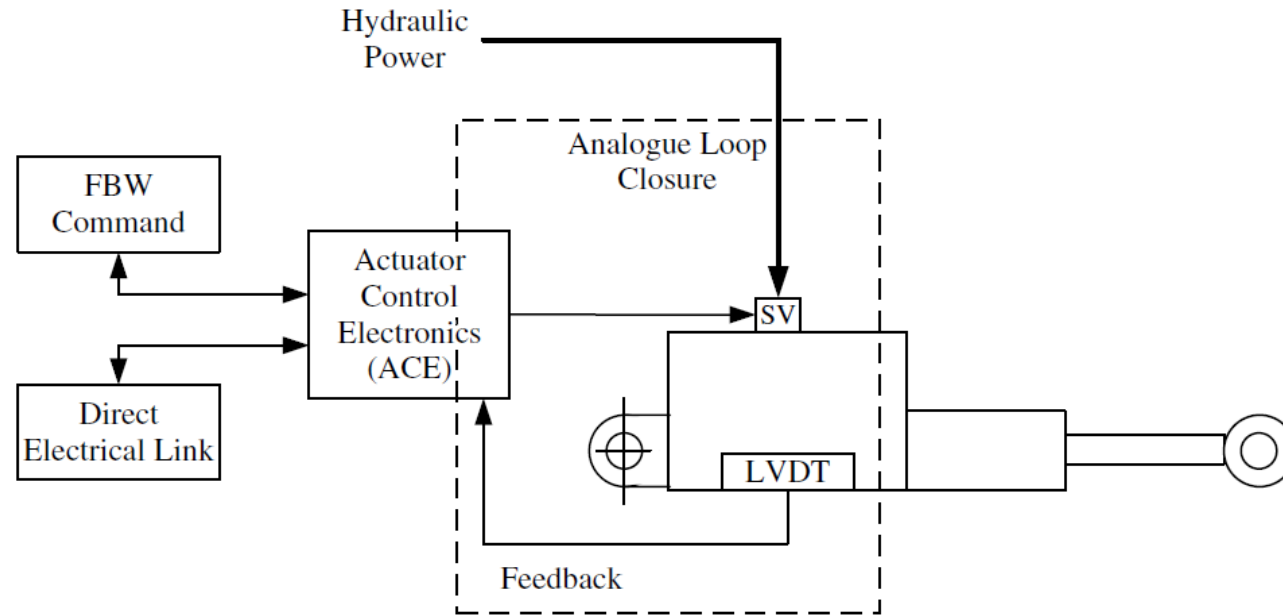 Hydraulic
Power
Analogue Loop
Closure
FBW
Command
Actuator
Control
Electronics
(ACE)
SV
Direct
Electrical Link
LVDT
Feedback